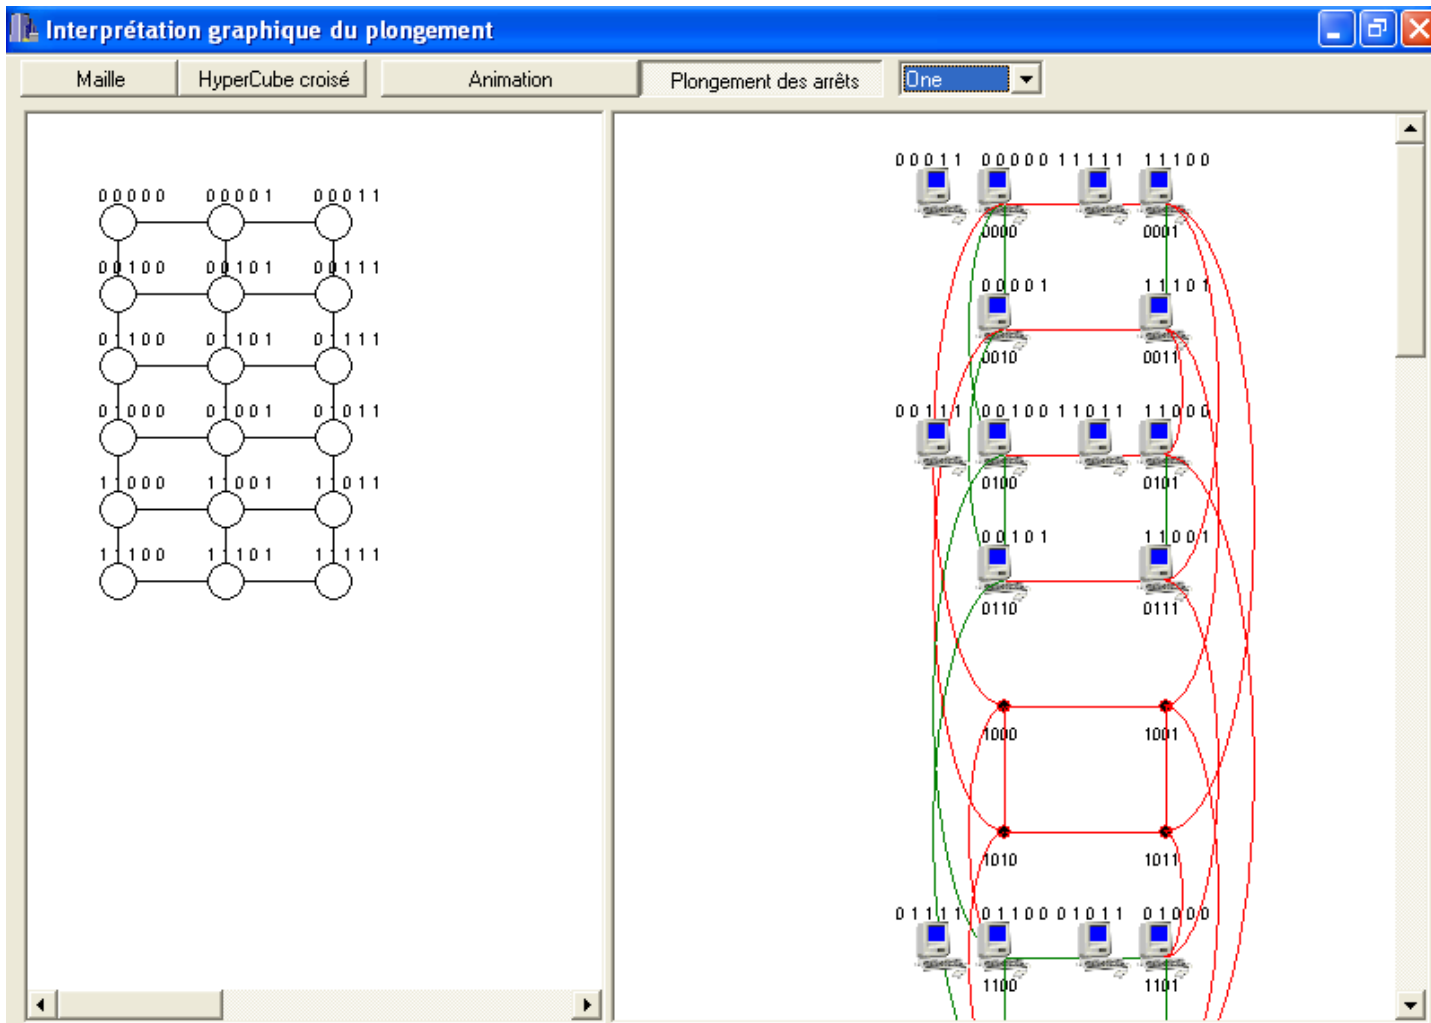 Interprétation graphique du plongement
Maille HyperCube croisé Animation Plongement des arrêts One
00000 00001 00011
00100 00101 00111
01100 01101 01111
01000 01001 01011
11000 11001 11011
11100 11101 11111
00011 00000 11111 11100
0000 0001
00001 11101
0010 0011
00111 00100 11011 11000
0100 0101
00101 11001
0110 0111
1000 1001
1010 1011
01111 01100 01011 01000
1100 1101